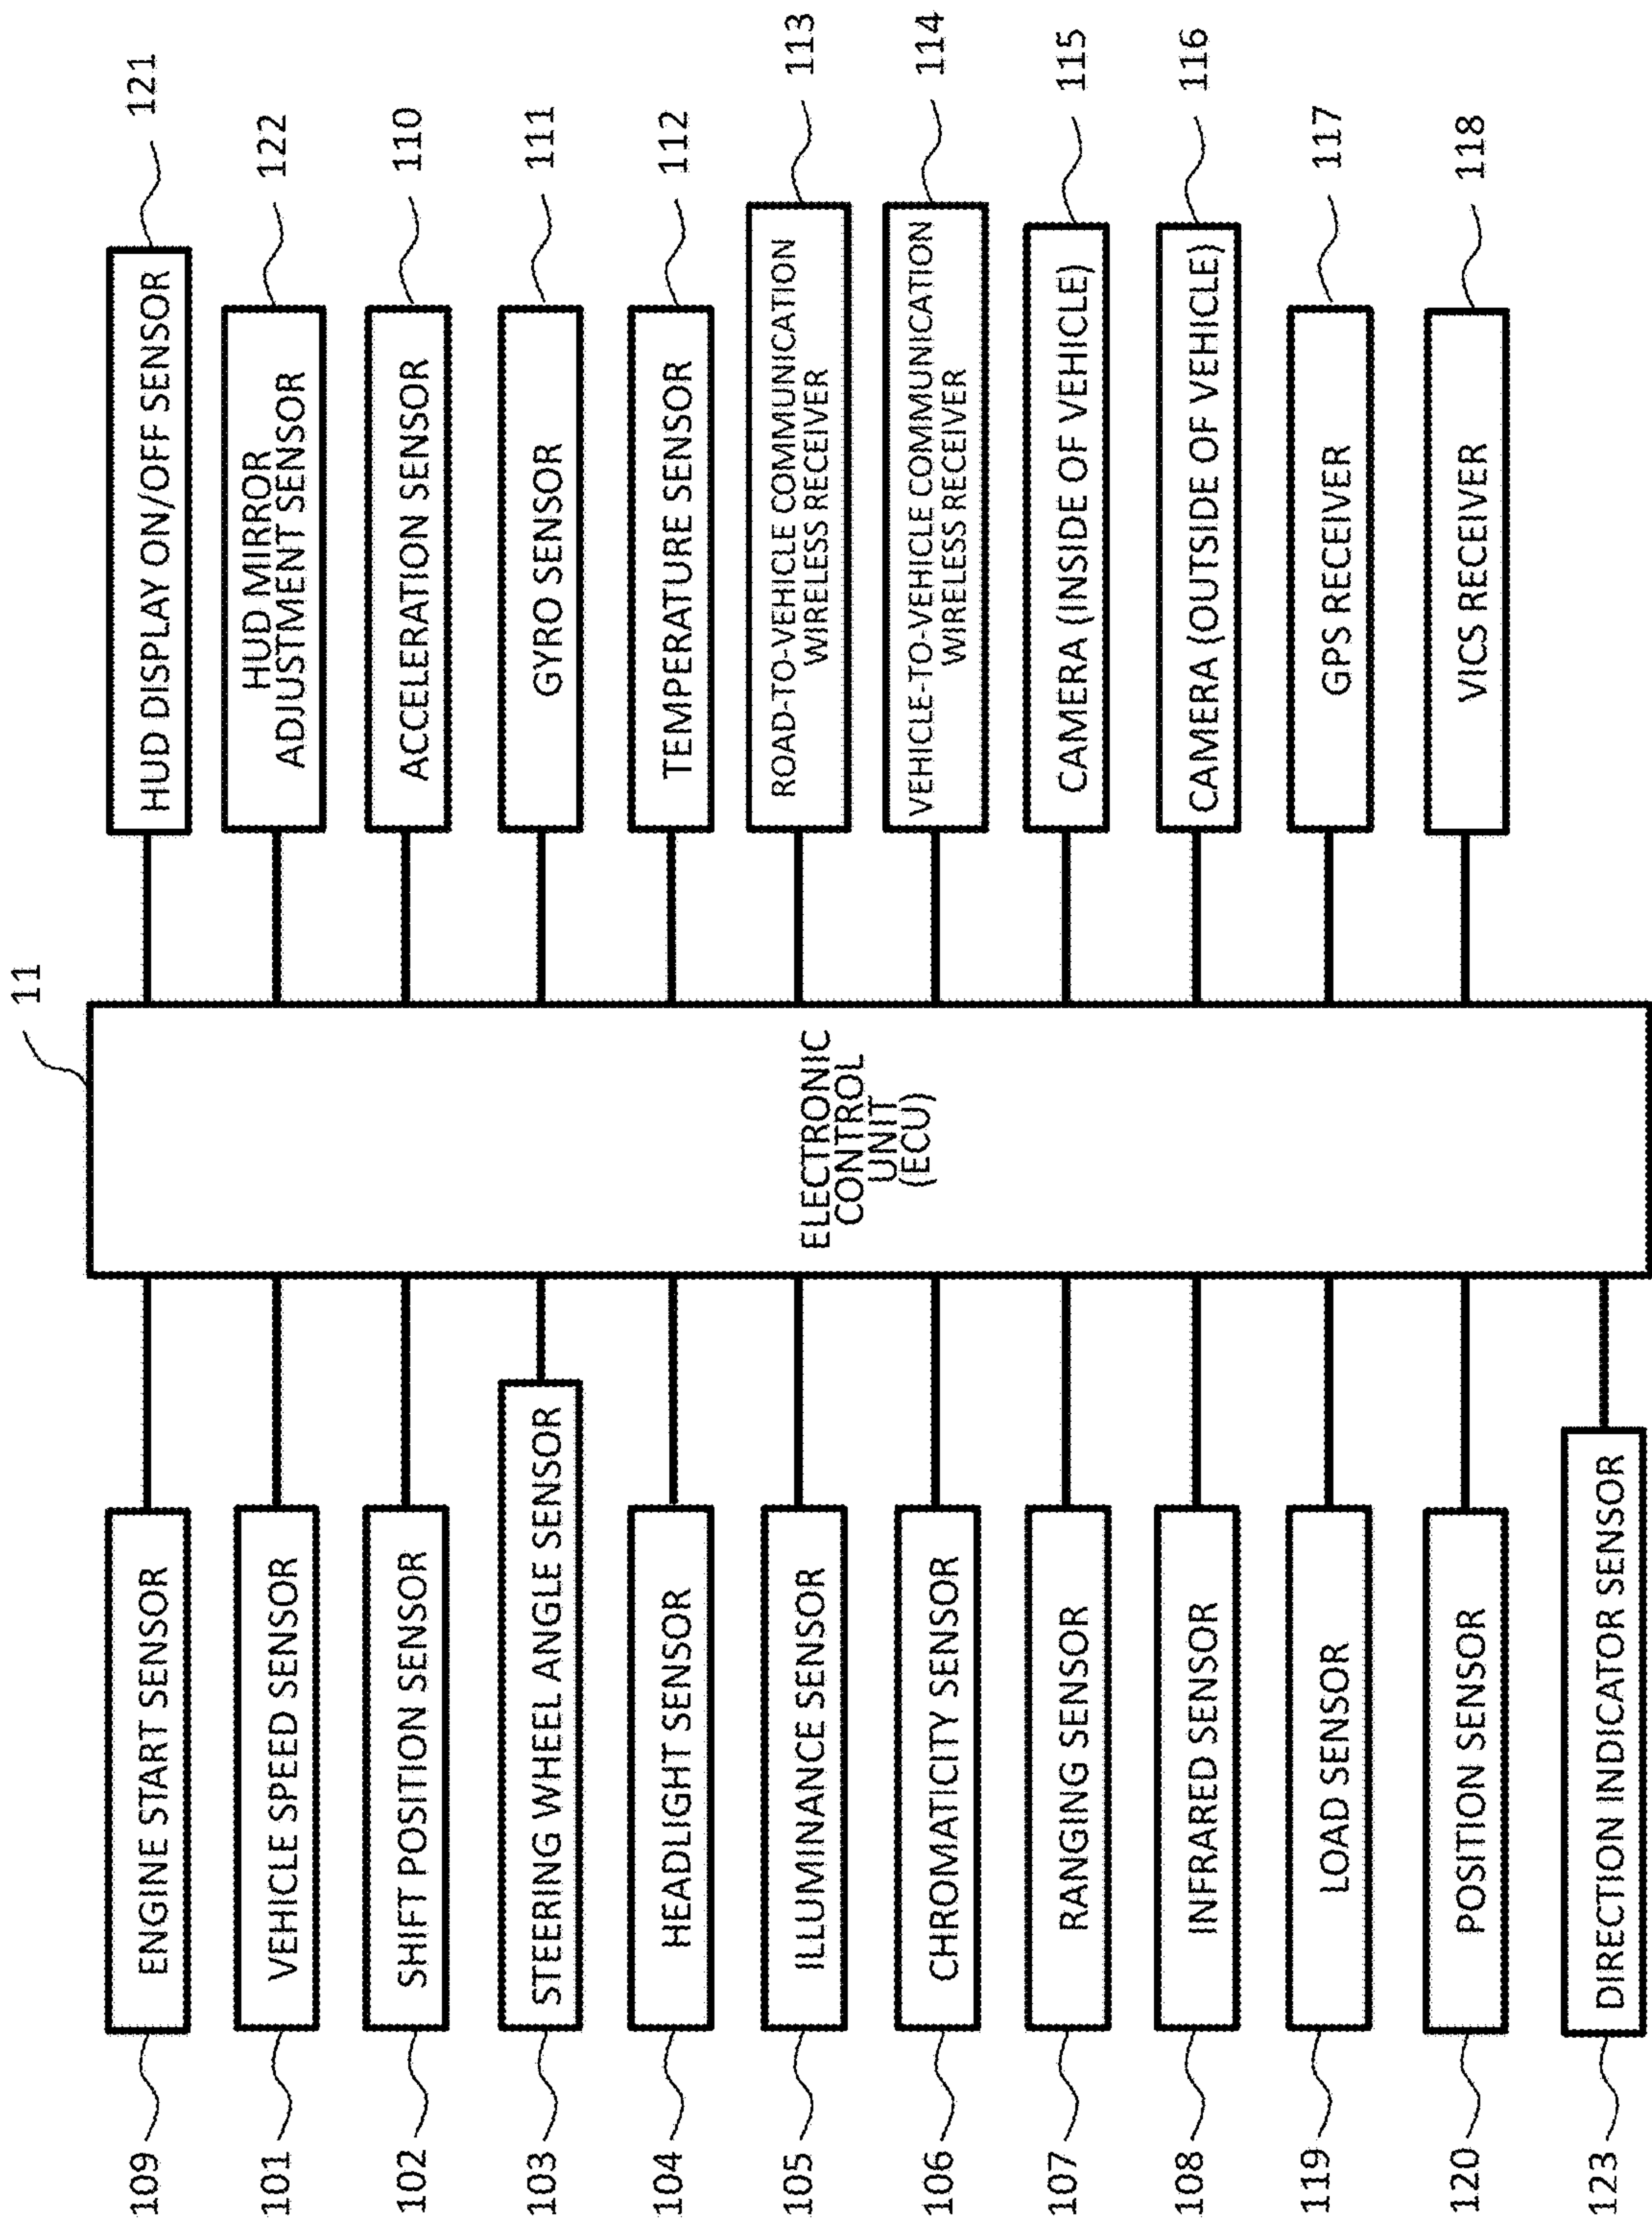 11
109
ENGINE START SENSOR
101
VEHICLE SPEED SENSOR
102
SHIFT POSITION SENSOR
103
STEERING WHEEL ANGLE SENSOR
104
HEADLIGHT SENSOR
105
ILLUMINANCE SENSOR
106
CHROMATICITY SENSOR
107
RANGING SENSOR
108
INFRARED SENSOR
119
LOAD SENSOR
120
POSITION SENSOR
123
DIRECTION INDICATOR SENSOR
ELECTRONIC
CONTROL
UNIT
(ECU)
HUD DISPLAY ON/OFF SENSOR
121
HUD MIRROR
ADJUSTMENT SENSOR
122
ACCELERATION SENSOR
110
GYRO SENSOR
111
TEMPERATURE SENSOR
112
ROAD-TO-VEHICLE COMMUNICATION
WIRELESS RECEIVER
113
VEHICLE-TO-VEHICLE COMMUNICATION
WIRELESS RECEIVER
114
CAMERA (INSIDE OF VEHICLE)
115
CAMERA (OUTSIDE OF VEHICLE)
116
GPS RECEIVER
117
VICS RECEIVER
118